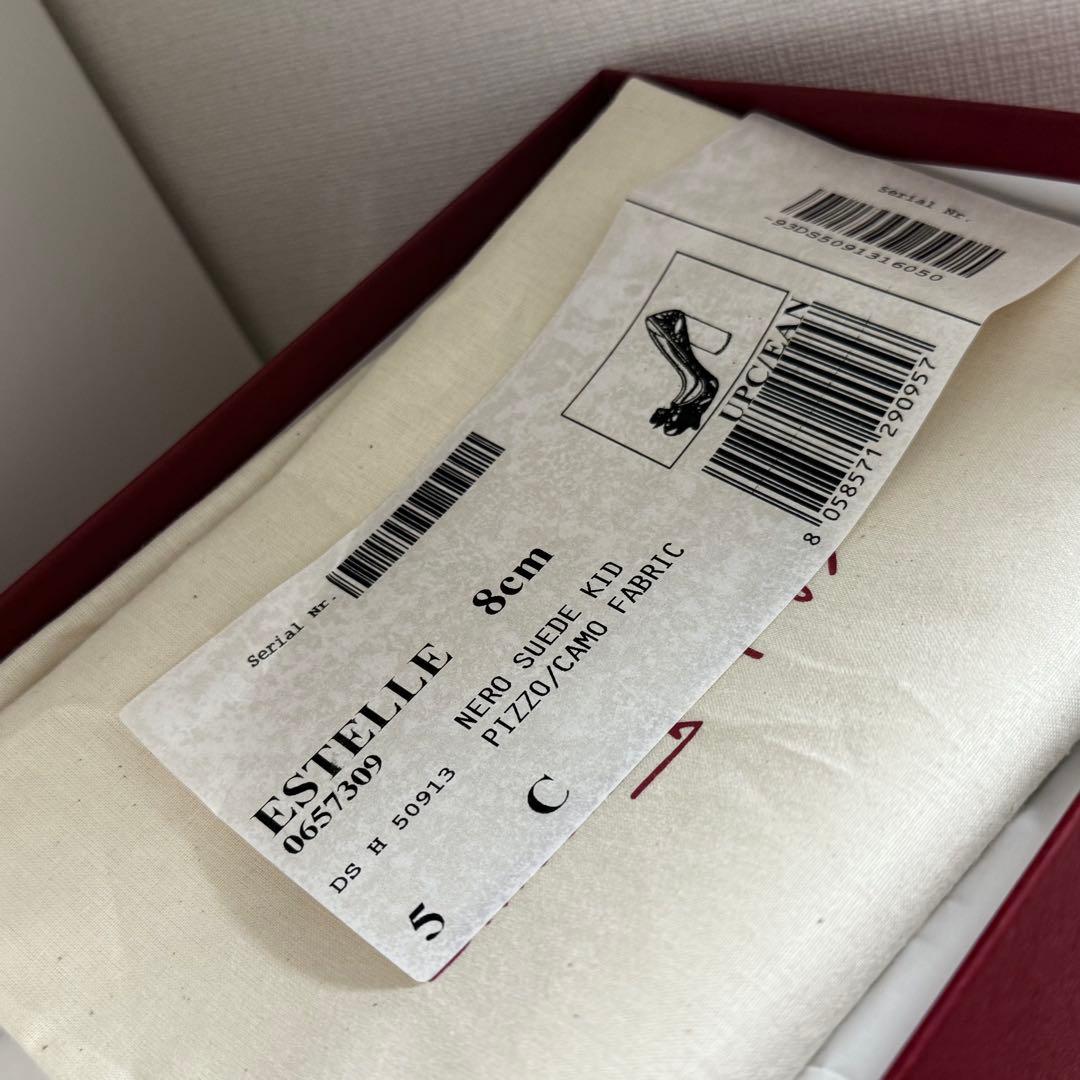 Serial Nr.
-93DS5091316050
UPC/EAN
8 058571 290957
Serial Nr.
ESTELLE 8cm
0657309
DS H 50913 NERO SUEDE KID
PIZZO/CAMO FABRIC
5 C